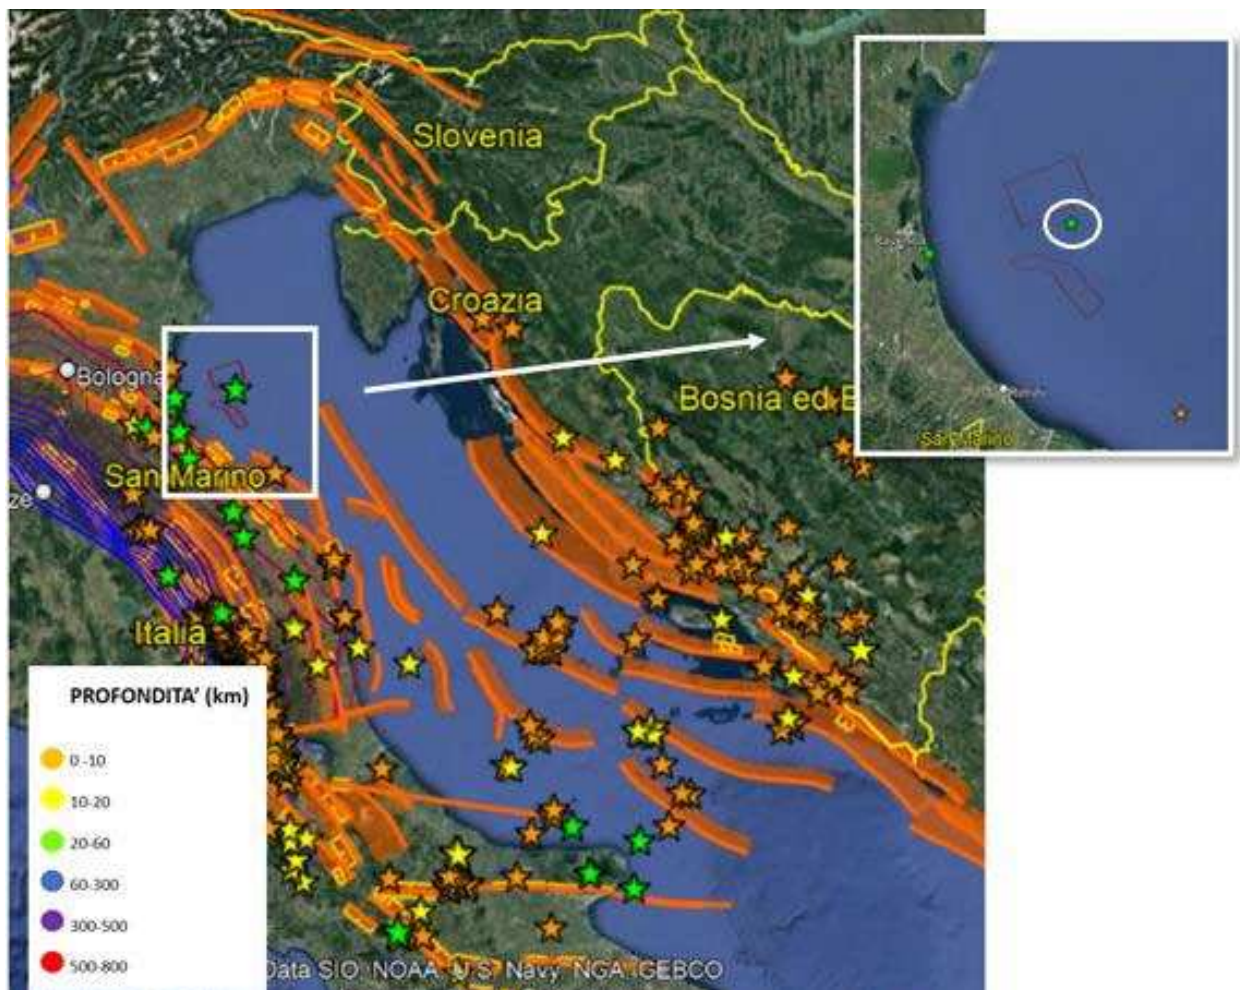 Slovenia
Croazia
Bologna
Bosnia ed E
San Marino
San Marino
ze
Italia
PROFONDITA’ (km)
0 -10
10-20
20-60
60-300
300-500
500-800
Data SIO NOAA U.S. Navy NGA GEBCO